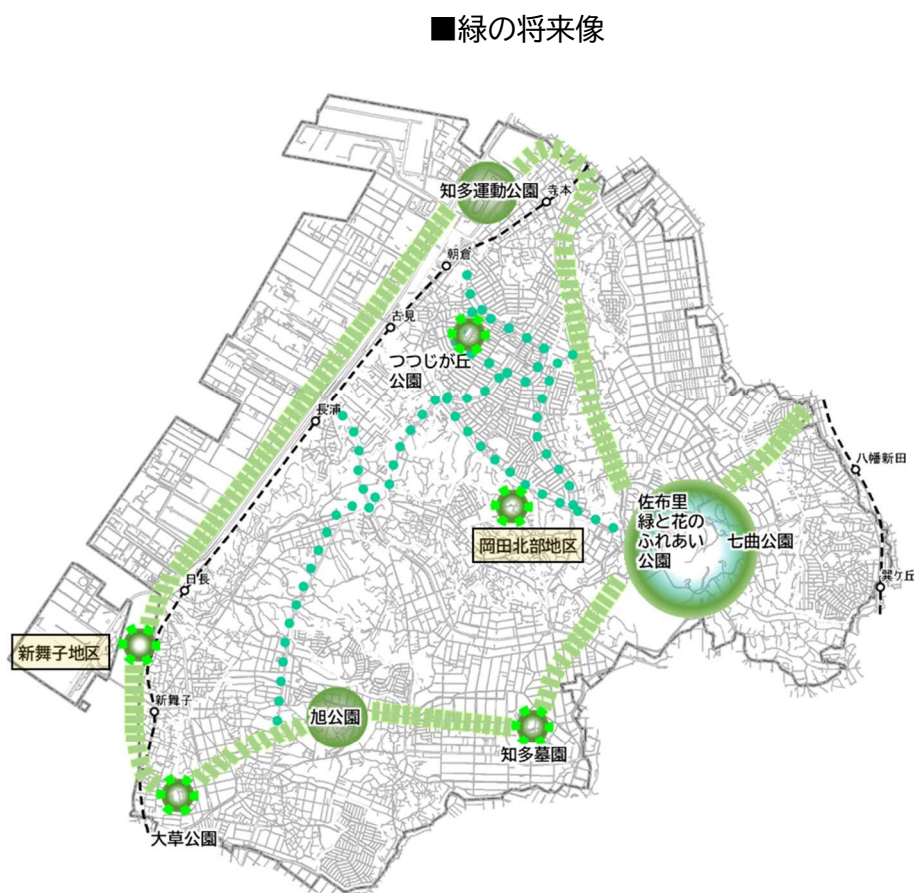 ■緑の将来像
知多運動公園
寺本
朝倉
古見
つつじが丘
公園
長浦
八幡新田
佐布里
緑と花の
ふれあい
公園
七曲公園
岡田北部地区
巽ケ丘
日長
新舞子地区
新舞子
旭公園
知多墓園
大草公園